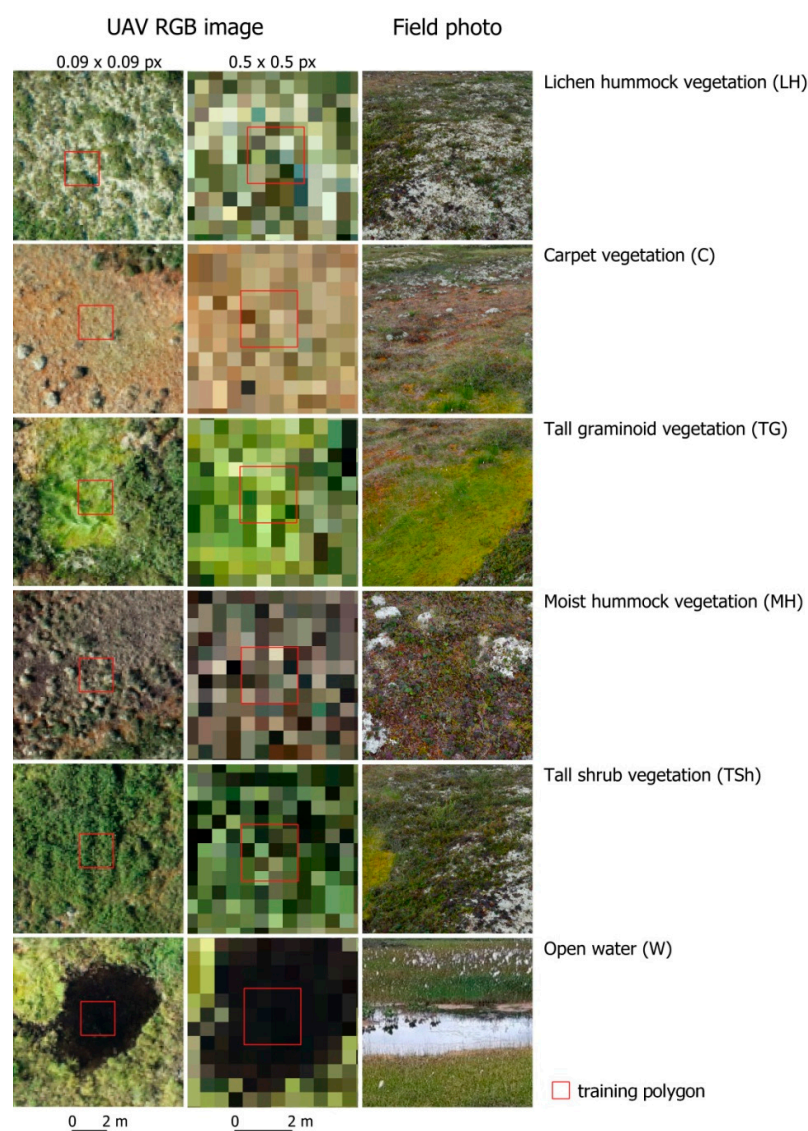 UAV RGB image
Field photo
0.09 x 0.09 px
0.5 x 0.5 px
Lichen hummock vegetation (LH)
Carpet vegetation (C)
Tall graminoid vegetation (TG)
Moist hummock vegetation (MH)
Tall shrub vegetation (TSh)
Open water (W)
training polygon
0 2 m
0 2 m